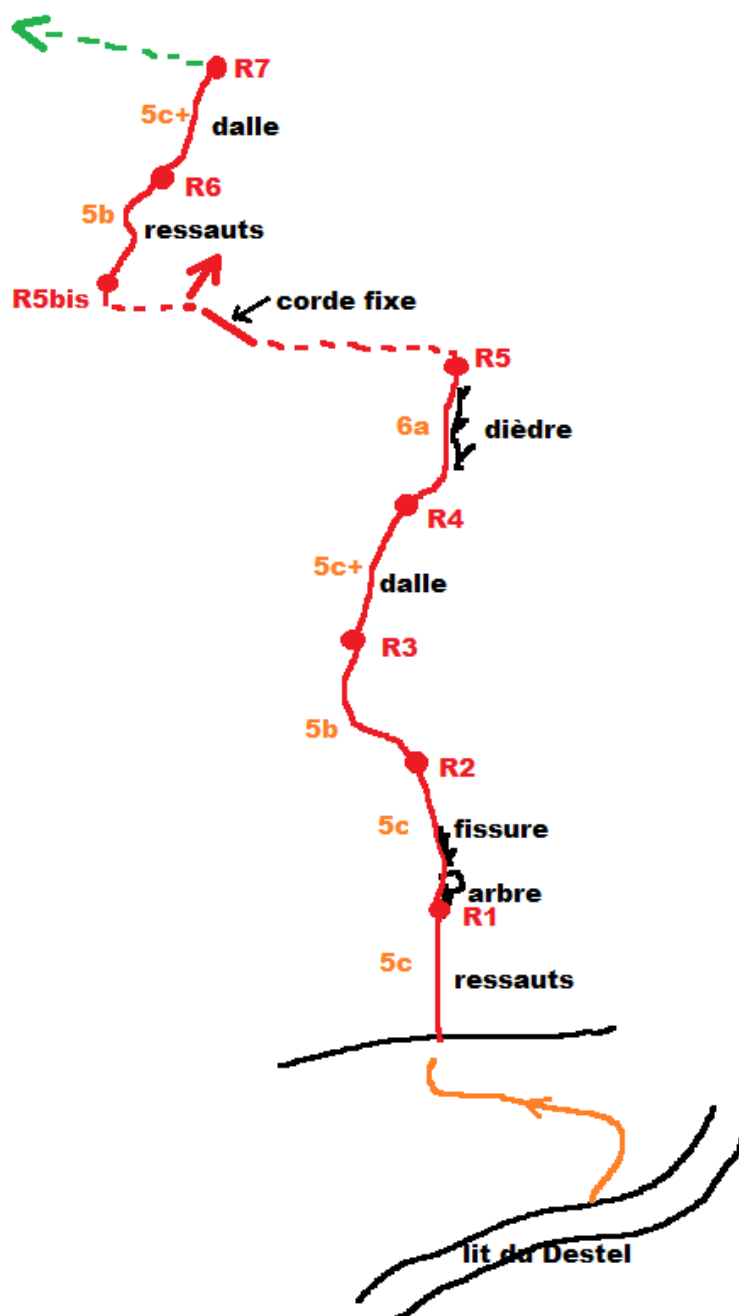 R7
5c+
dalle
R6
5b
ressauts
R5bis
corde fixe
R5
6a
dièdre
R4
5c+
dalle
R3
5b
R2
5c
fissure
arbre
R1
5c
ressauts
lit du Destel